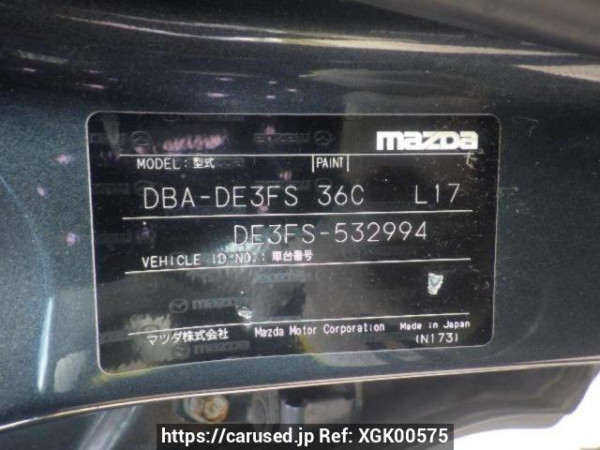 mazda
MODEL: 型式 PAINT
DBA-DE3FS 36C L17
DE3FS-532994
VEHICLE ID NO.: 車台番号
マツダ株式会社 Mazda Motor Corporation Made in Japan
(N173)
https://carused.jp Ref: XGK00575